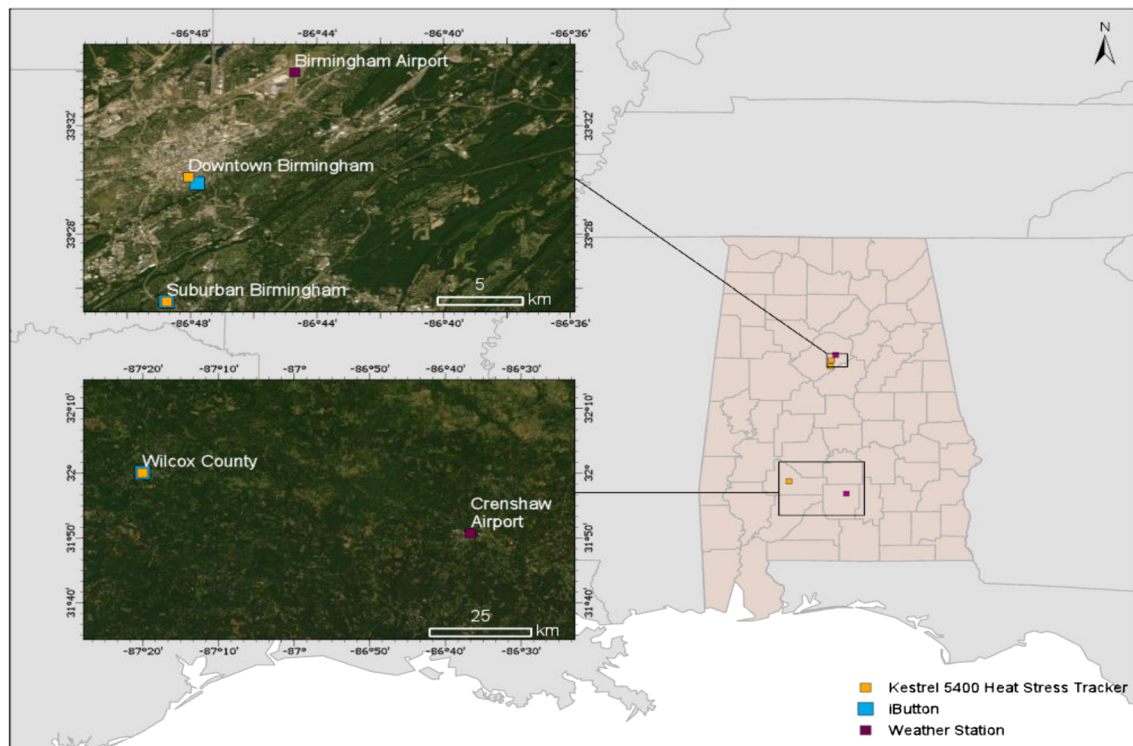 -86°48' -86°44' -86°40' -86°36'
N
Birmingham Airport
33°32' 33°32'
Downtown Birmingham
33°28' 33°28'
Suburban Birmingham
5
km
-86°48' -86°44' -86°40' -86°36'
-87°20' -87°10' -87° -86°50' -86°40' -86°30'
32°10' 32°10'
Wilcox County
32° 32°
Crenshaw
Airport
31°50' 31°50'
31°40' 31°40'
25
km
-87°20' -87°10' -87° -86°50' -86°40' -86°30'
Kestrel 5400 Heat Stress Tracker
iButton
Weather Station